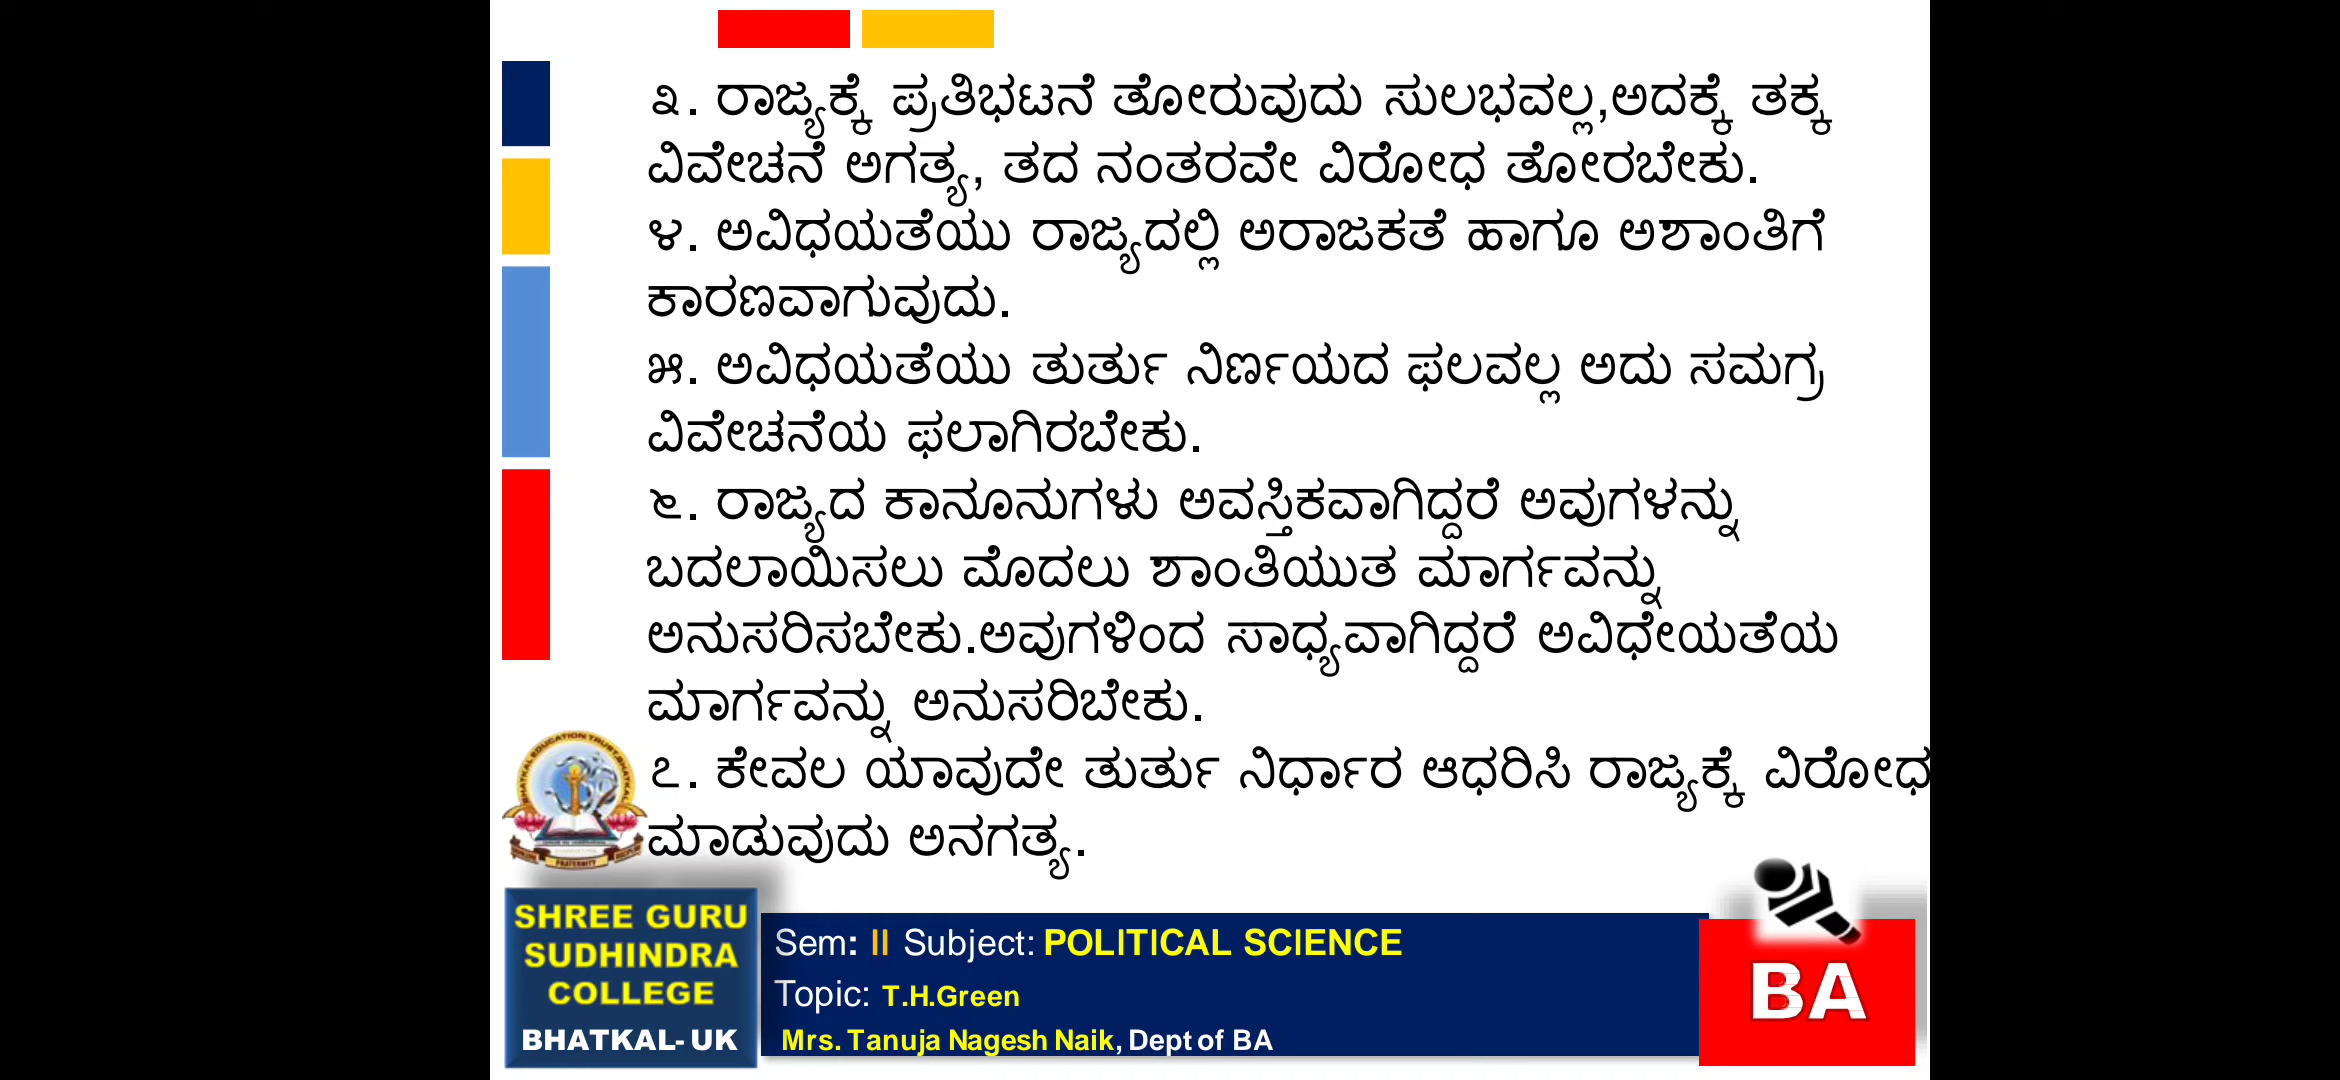 ೩. ರಾಜ್ಯಕ್ಕೆ ಪ್ರತಿಭಟನೆ ತೋರುವುದು ಸುಲಭವಲ್ಲ,ಅದಕ್ಕೆ ತಕ್ಕ
ವಿವೇಚನೆ ಅಗತ್ಯ, ತದ ನಂತರವೇ ವಿರೋಧ ತೋರಬೇಕು.
೪. ಅವಿಧಯತೆಯು ರಾಜ್ಯದಲ್ಲಿ ಅರಾಜಕತೆ ಹಾಗೂ ಅಶಾಂತಿಗೆ
ಕಾರಣವಾಗುವುದು.
೫. ಅವಿಧಯತೆಯು ತುರ್ತು ನಿರ್ಣಯದ ಫಲವಲ್ಲ ಅದು ಸಮಗ್ರ
ವಿವೇಚನೆಯ ಫಲಾಗಿರಬೇಕು.
೬. ರಾಜ್ಯದ ಕಾನೂನುಗಳು ಅವಸ್ತಿಕವಾಗಿದ್ದರೆ ಅವುಗಳನ್ನು
ಬದಲಾಯಿಸಲು ಮೊದಲು ಶಾಂತಿಯುತ ಮಾರ್ಗವನ್ನು
ಅನುಸರಿಸಬೇಕು.ಅವುಗಳಿಂದ ಸಾಧ್ಯವಾಗಿದ್ದರೆ ಅವಿಧೇಯತೆಯ
ಮಾರ್ಗವನ್ನು ಅನುಸರಿಬೇಕು.
೭. ಕೇವಲ ಯಾವುದೇ ತುರ್ತು ನಿರ್ಧಾರ ಆಧರಿಸಿ ರಾಜ್ಯಕ್ಕೆ ವಿರೋಧ
ಮಾಡುವುದು ಅನಗತ್ಯ.
SHREE GURU
SUDHINDRA
COLLEGE
BHATKAL- UK
Sem: II Subject: POLITICAL SCIENCE
Topic: T.H.Green
Mrs. Tanuja Nagesh Naik, Dept of BA
BA